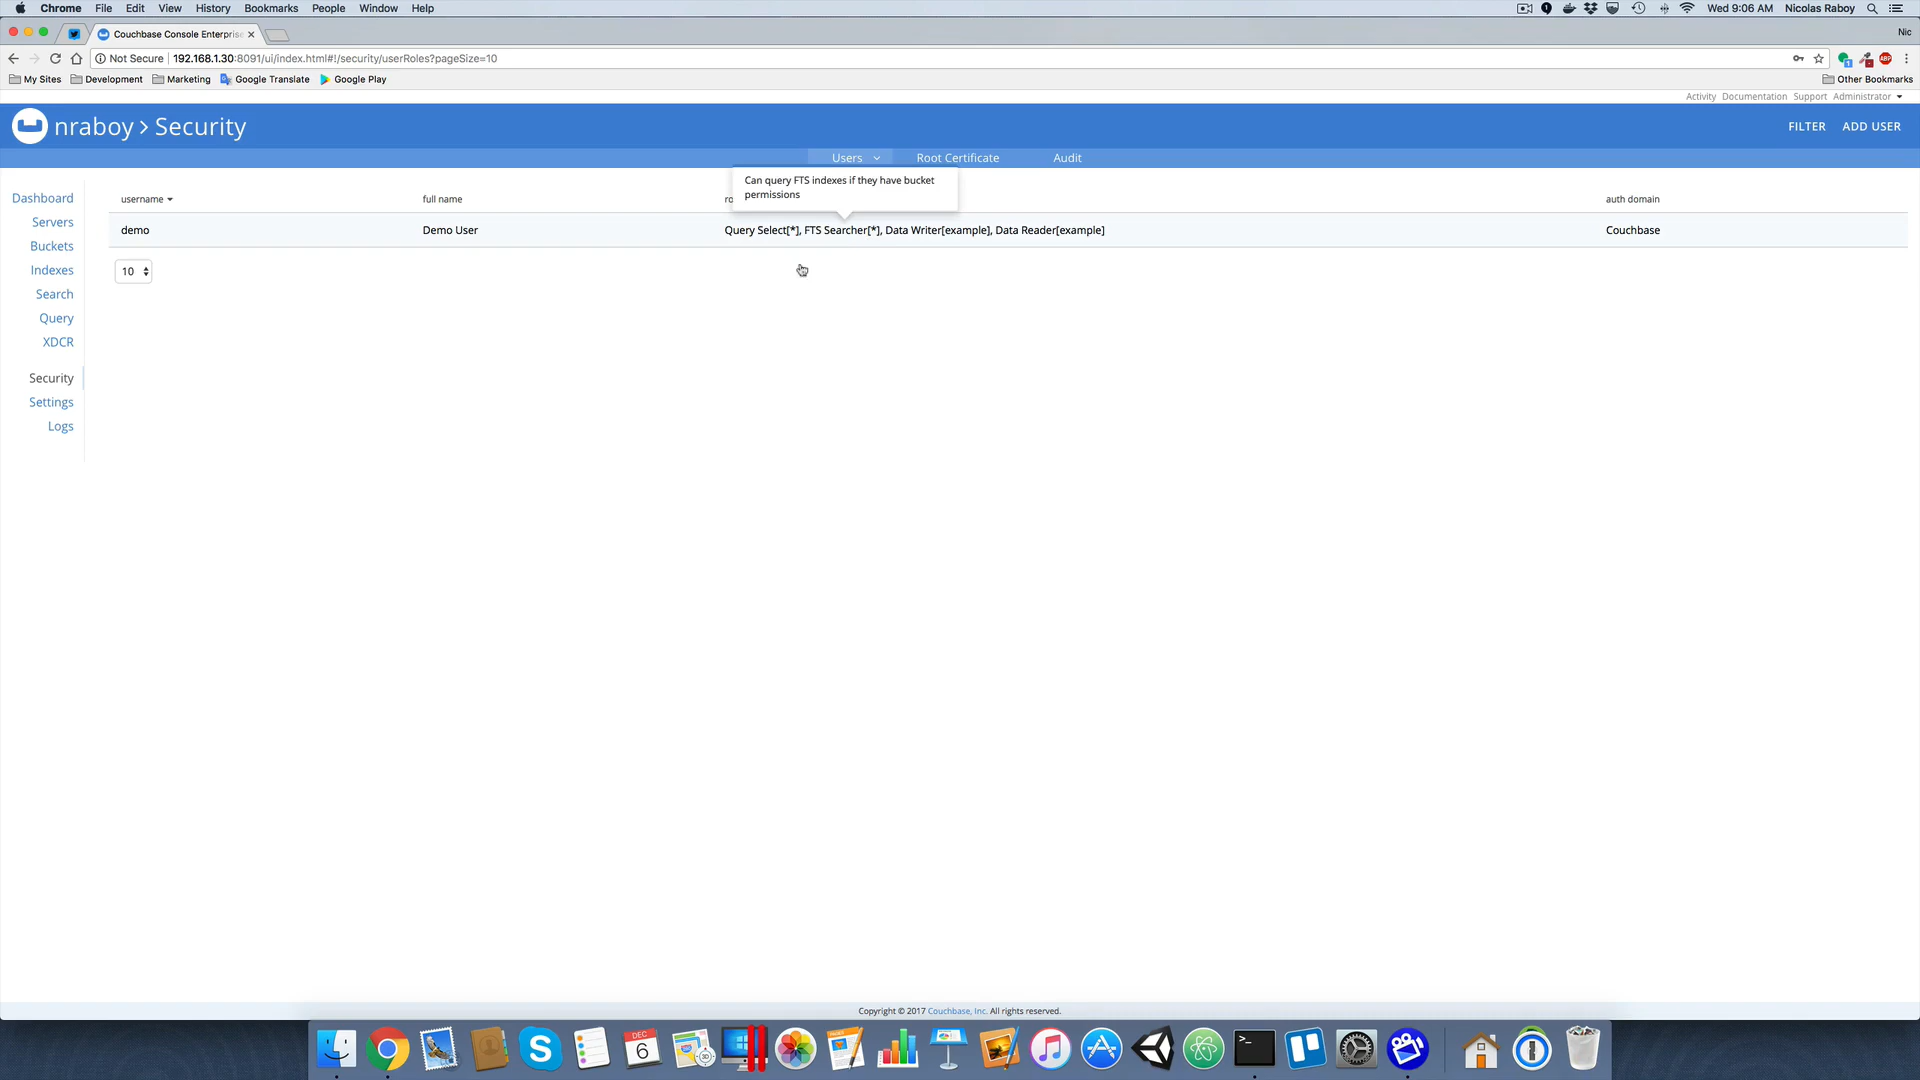 Chrome File Edit View History Bookmarks People Window Help Wed 9:06 AM Nicolas Raboy
Couchbase Console Enterprise Nic
Not Secure 192.168.1.30:8091/ui/index.html#!/security/userRoles?pageSize=10 ABP
My Sites Development Marketing Google Translate Google Play Other Bookmarks
Activity Documentation Support Administrator
nraboy > Security FILTER ADD USER
Users Root Certificate Audit
Can query FTS indexes if they have bucket
permissions
username full name ro auth domain
demo Demo User Query Select[*], FTS Searcher[*], Data Writer[example], Data Reader[example] Couchbase
10
Dashboard
Servers
Buckets
Indexes
Search
Query
XDCR
Security
Settings
Logs
Copyright © 2017 Couchbase, Inc. All rights reserved.
DEC
6